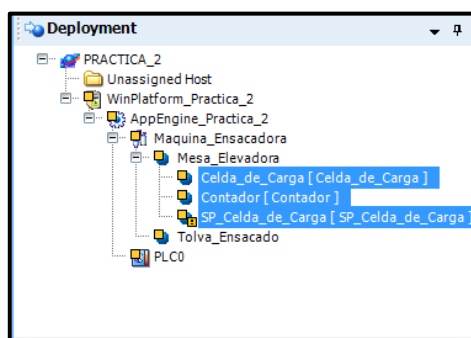 Deployment
PRACTICA_2
Unassigned Host
WinPlatform_Practica_2
AppEngine_Practica_2
Maquina_Ensacadora
Mesa_Elevadora
Celda_de_Carga [ Celda_de_Carga ]
Contador [ Contador ]
SP_Celda_de_Carga [ SP_Celda_de_Carga ]
Tolva_Ensacado
PLC0